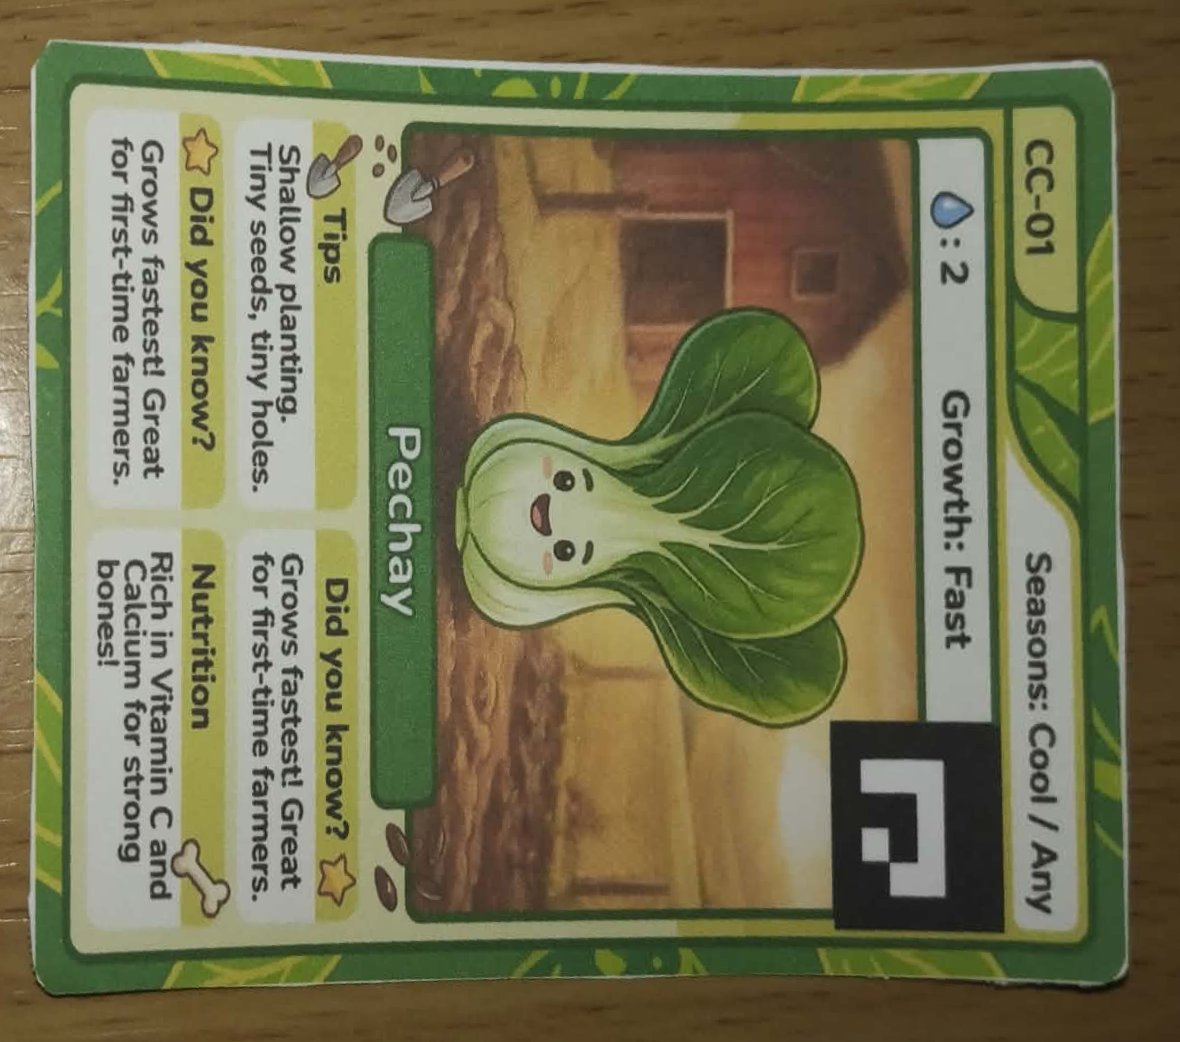 CC-01
Seasons: Cool / Any
: 2
Growth: Fast
Pechay
Tips
Shallow planting.
Tiny seeds, tiny holes.
Did you know?
Grows fastest! Great
for first-time farmers.
Did you know?
Grows fastest! Great
for first-time farmers.
Nutrition
Rich in Vitamin C and
Calcium for strong
bones!